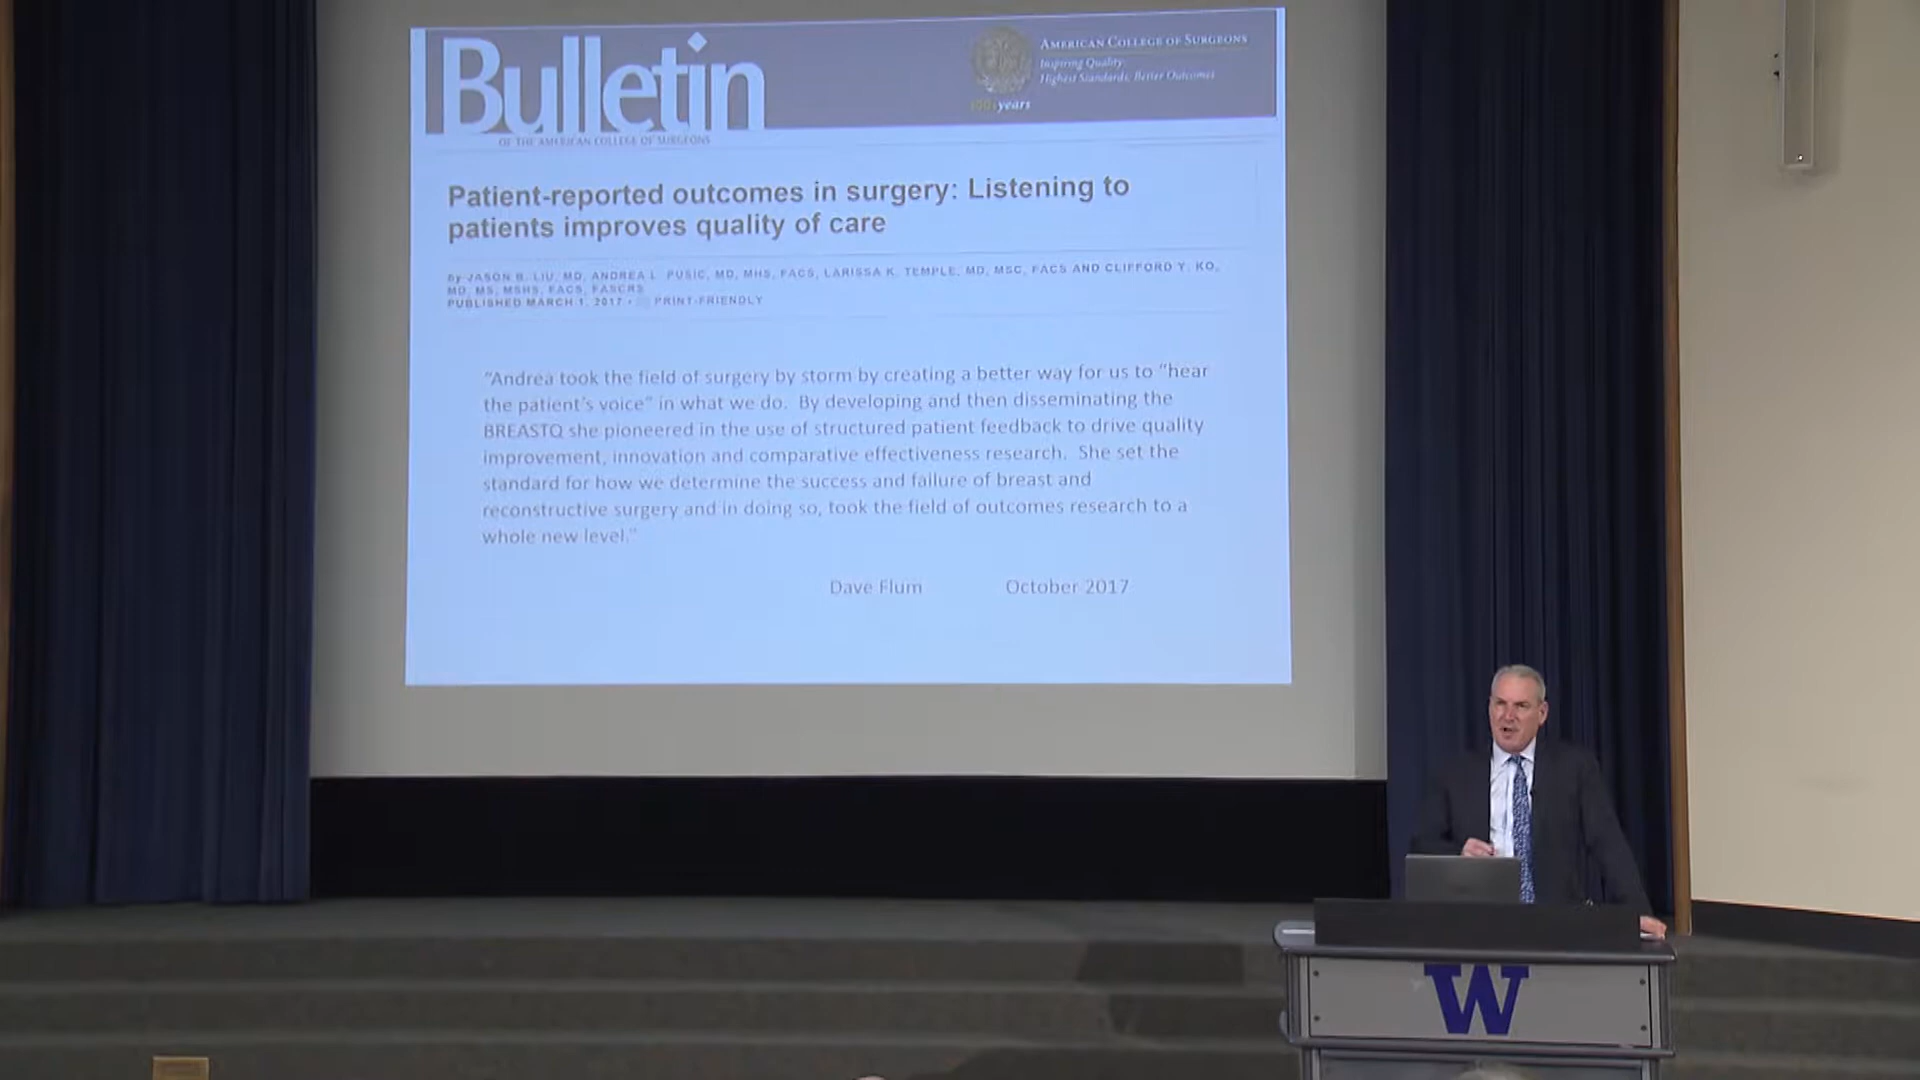 Bulletin
OF THE AMERICAN COLLEGE OF SURGEONS
AMERICAN COLLEGE OF SURGEONS
Inspiring Quality:
Highest Standards, Better Outcomes
100+years
Patient-reported outcomes in surgery: Listening to
patients improves quality of care
By JASON B. LIU, MD, ANDREA L. PUSIC, MD, MHS, FACS, LARISSA K. TEMPLE, MD, MSC, FACS AND CLIFFORD Y. KO,
MD, MS, MSHS, FACS, FASCRS
PUBLISHED MARCH 1, 2017 • PRINT-FRIENDLY
“Andrea took the field of surgery by storm by creating a better way for us to “hear
the patient’s voice” in what we do. By developing and then disseminating the
BREASTQ she pioneered in the use of structured patient feedback to drive quality
improvement, innovation and comparative effectiveness research. She set the
standard for how we determine the success and failure of breast and
reconstructive surgery and in doing so, took the field of outcomes research to a
whole new level.”
Dave Flum October 2017
W